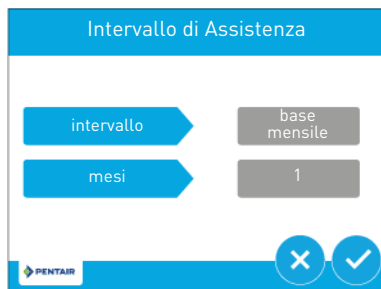 Intervallo di Assistenza
intervallo
base
mensile
mesi
1
PENTAIR